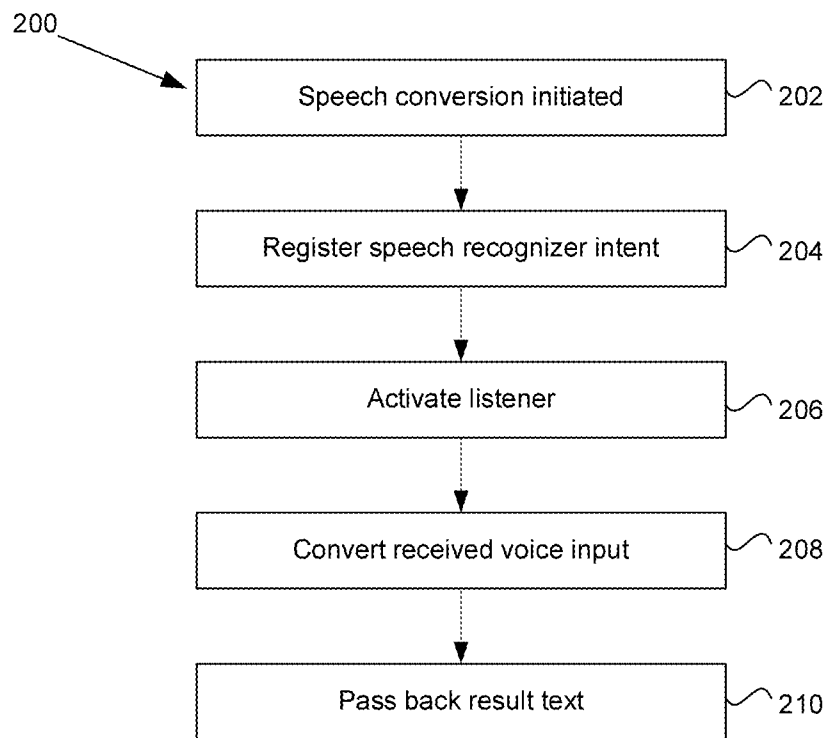 200
Speech conversion initiated
202
Register speech recognizer intent
204
Activate listener
206
Convert received voice input
208
Pass back result text
210